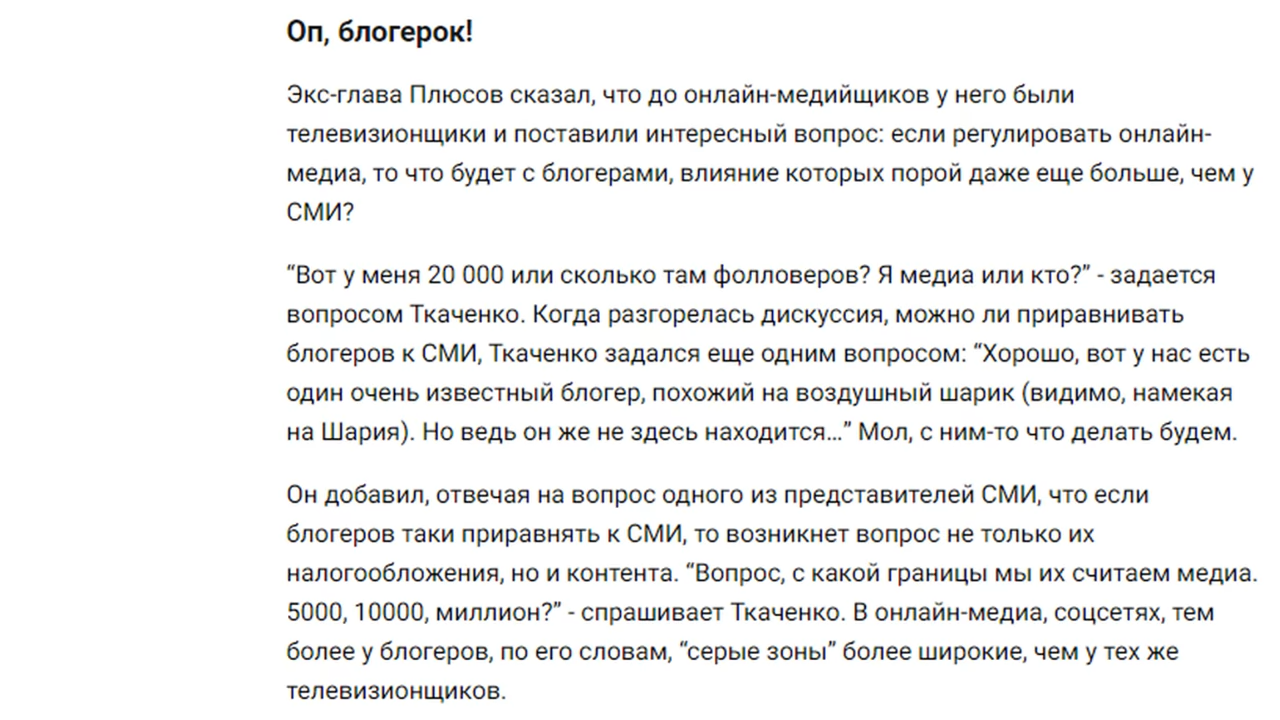 Оп, блогерок!
Экс-глава Плюсов сказал, что до онлайн-медийщиков у него были
телевизионщики и поставили интересный вопрос: если регулировать онлайн-
медиа, то что будет с блогерами, влияние которых порой даже еще больше, чем у
СМИ?
“Вот у меня 20 000 или сколько там фолловеров? Я медиа или кто?” - задается
вопросом Ткаченко. Когда разгорелась дискуссия, можно ли приравнивать
блогеров к СМИ, Ткаченко задался еще одним вопросом: “Хорошо, вот у нас есть
один очень известный блогер, похожий на воздушный шарик (видимо, намекая
на Шария). Но ведь он же не здесь находится…” Мол, с ним-то что делать будем.
Он добавил, отвечая на вопрос одного из представителей СМИ, что если
блогеров таки приравнять к СМИ, то возникнет вопрос не только их
налогообложения, но и контента. “Вопрос, с какой границы мы их считаем медиа.
5000, 10000, миллион?” - спрашивает Ткаченко. В онлайн-медиа, соцсетях, тем
более у блогеров, по его словам, “серые зоны” более широкие, чем у тех же
телевизионщиков.